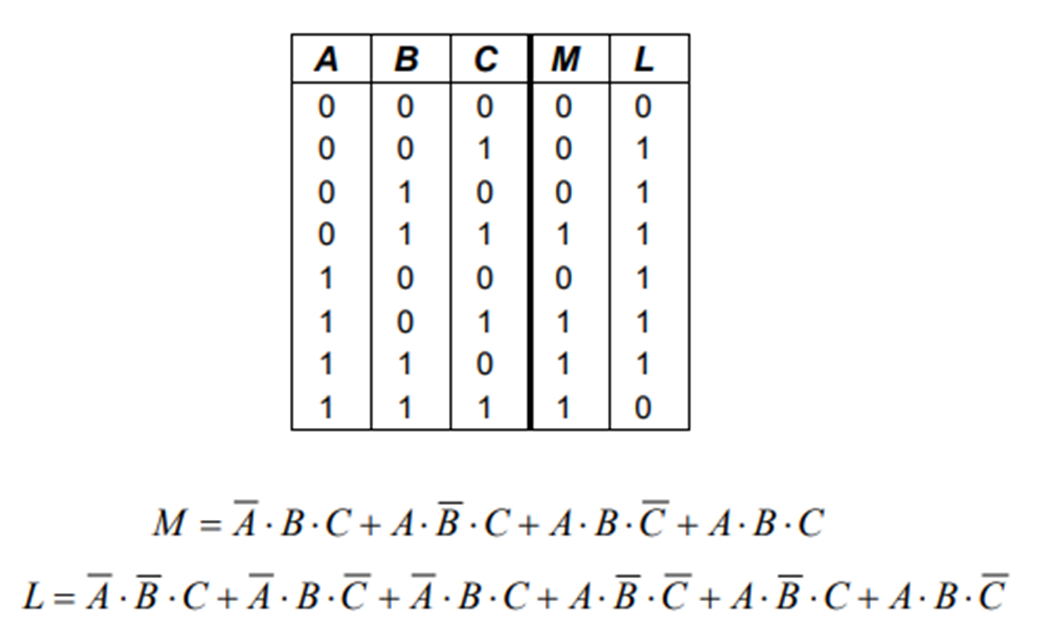 A B C M L
0 0 0 0 0
0 0 1 0 1
0 1 0 0 1
0 1 1 1 1
1 0 0 0 1
1 0 1 1 1
1 1 0 1 1
1 1 1 1 0
M = A̅ · B · C + A · B̅ · C + A · B · C̅ + A · B · C
L = A̅ · B̅ · C + A̅ · B · C̅ + A̅ · B · C + A · B̅ · C̅ + A · B̅ · C + A · B · C̅